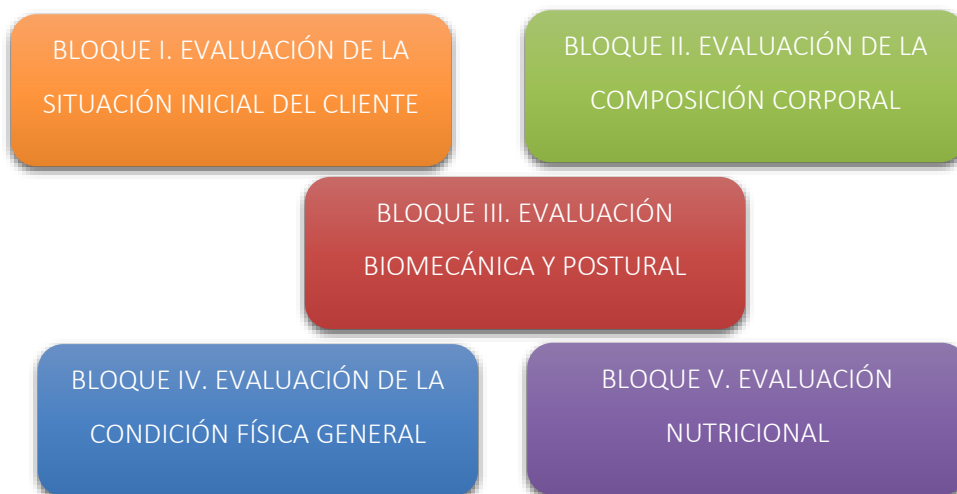 BLOQUE I. EVALUACIÓN DE LA
SITUACIÓN INICIAL DEL CLIENTE
BLOQUE II. EVALUACIÓN DE LA
COMPOSICIÓN CORPORAL
BLOQUE III. EVALUACIÓN
BIOMECÁNICA Y POSTURAL
BLOQUE IV. EVALUACIÓN DE LA
CONDICIÓN FÍSICA GENERAL
BLOQUE V. EVALUACIÓN
NUTRICIONAL